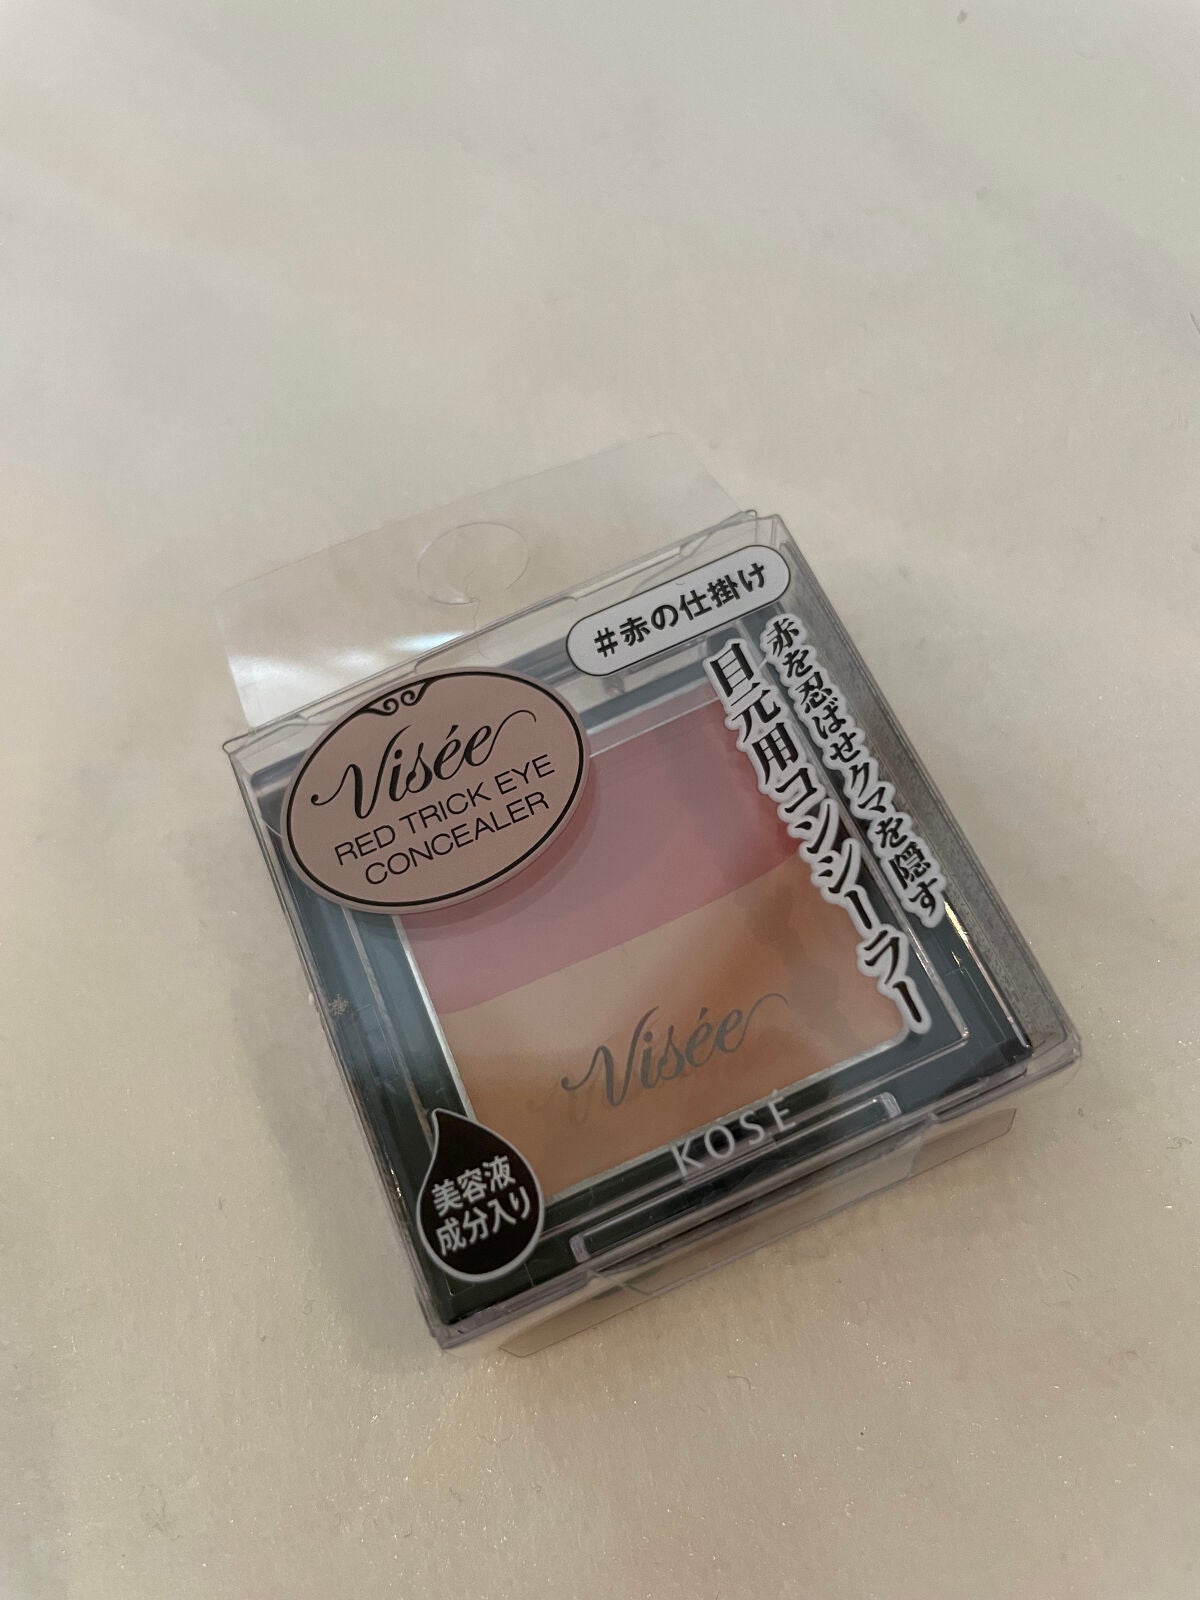 #赤の仕掛け
赤を忍ばせクマを隠す
目元用コンシーラー
Visée
RED TRICK EYE
CONCEALER
Visée
KOSÉ
美容液
成分入り